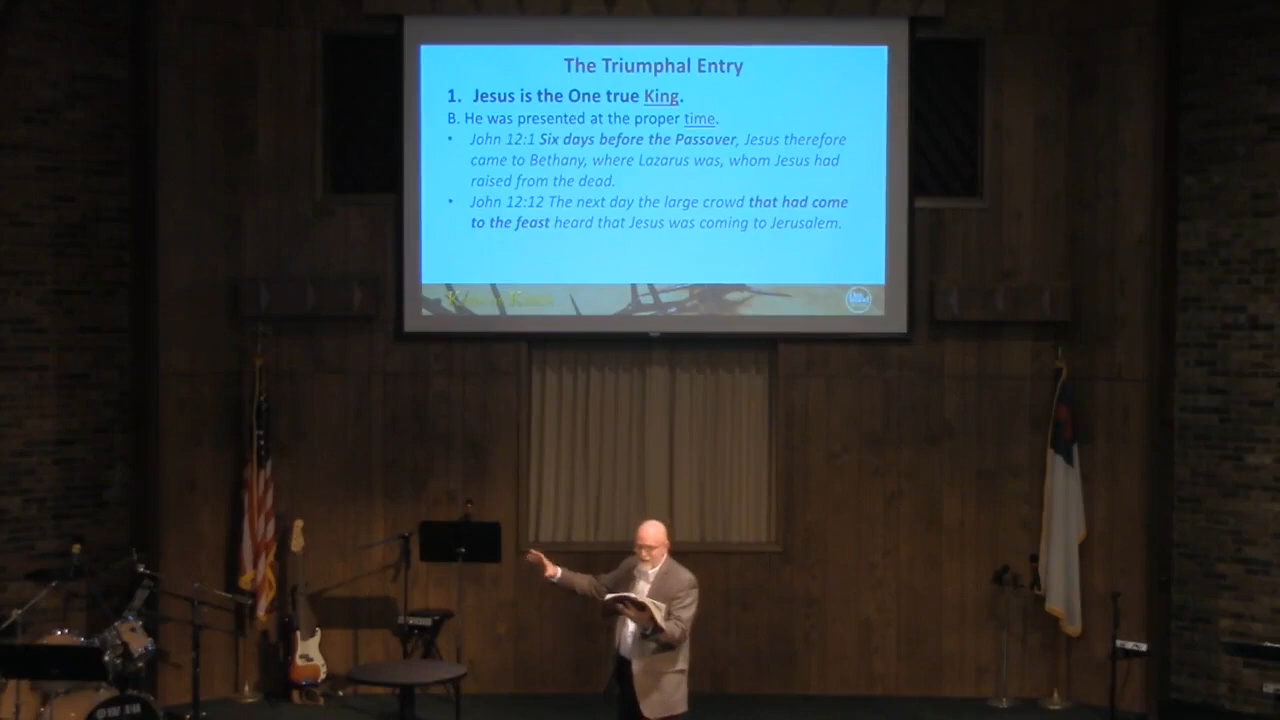 The Triumphal Entry
1. Jesus is the One true King.
B. He was presented at the proper time.
• John 12:1 Six days before the Passover, Jesus therefore
came to Bethany, where Lazarus was, whom Jesus had
raised from the dead.
• John 12:12 The next day the large crowd that had come
to the feast heard that Jesus was coming to Jerusalem.
YAMAHA